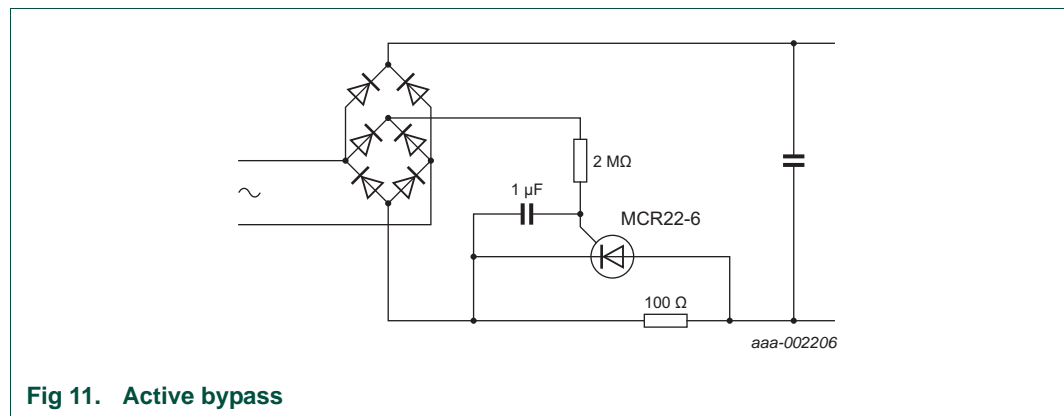 2 MΩ
1 μF
MCR22-6
100 Ω
aaa-002206
Fig 11. Active bypass